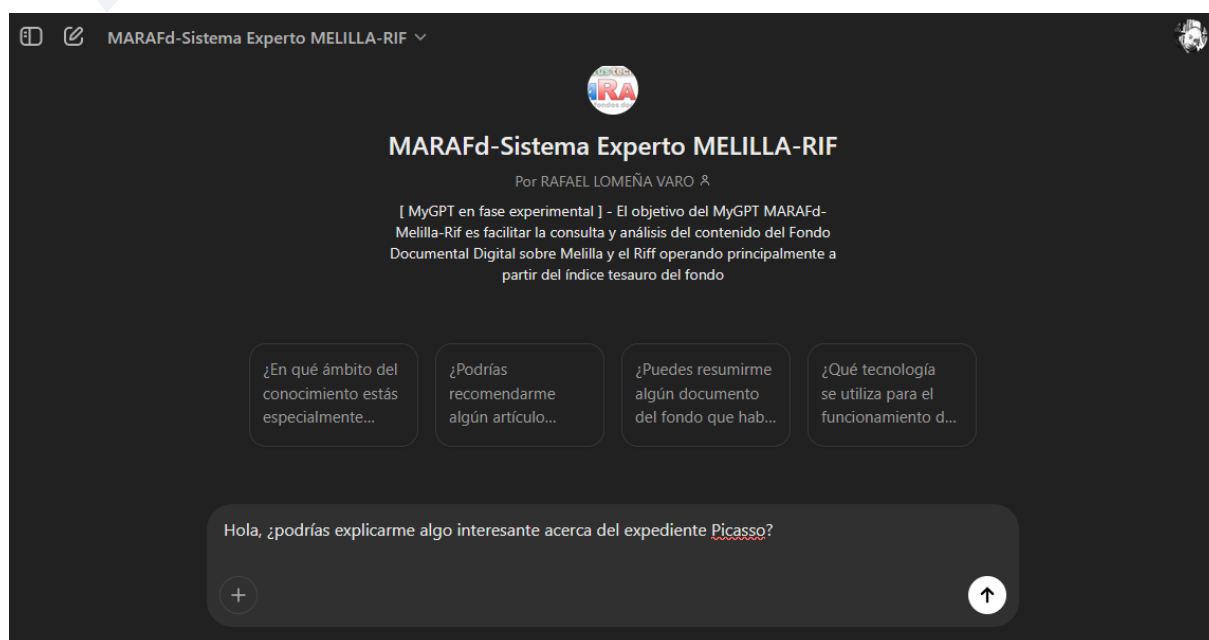 MARAFd-Sistema Experto MELILLA-RIF
RA
MARAFd-Sistema Experto MELILLA-RIF
Por RAFAEL LOMEÑA VARO
[ MyGPT en fase experimental ] - El objetivo del MyGPT MARAFd-
Melilla-Rif es facilitar la consulta y análisis del contenido del Fondo
Documental Digital sobre Melilla y el Riff operando principalmente a
partir del índice tesauro del fondo
¿En qué ámbito del
conocimiento estás
especialmente...
¿Podrías
recomendarme
algún artículo...
¿Puedes resumirme
algún documento
del fondo que hab...
¿Qué tecnología
se utiliza para el
funcionamiento d...
Hola, ¿podrías explicarme algo interesante acerca del expediente Picasso?